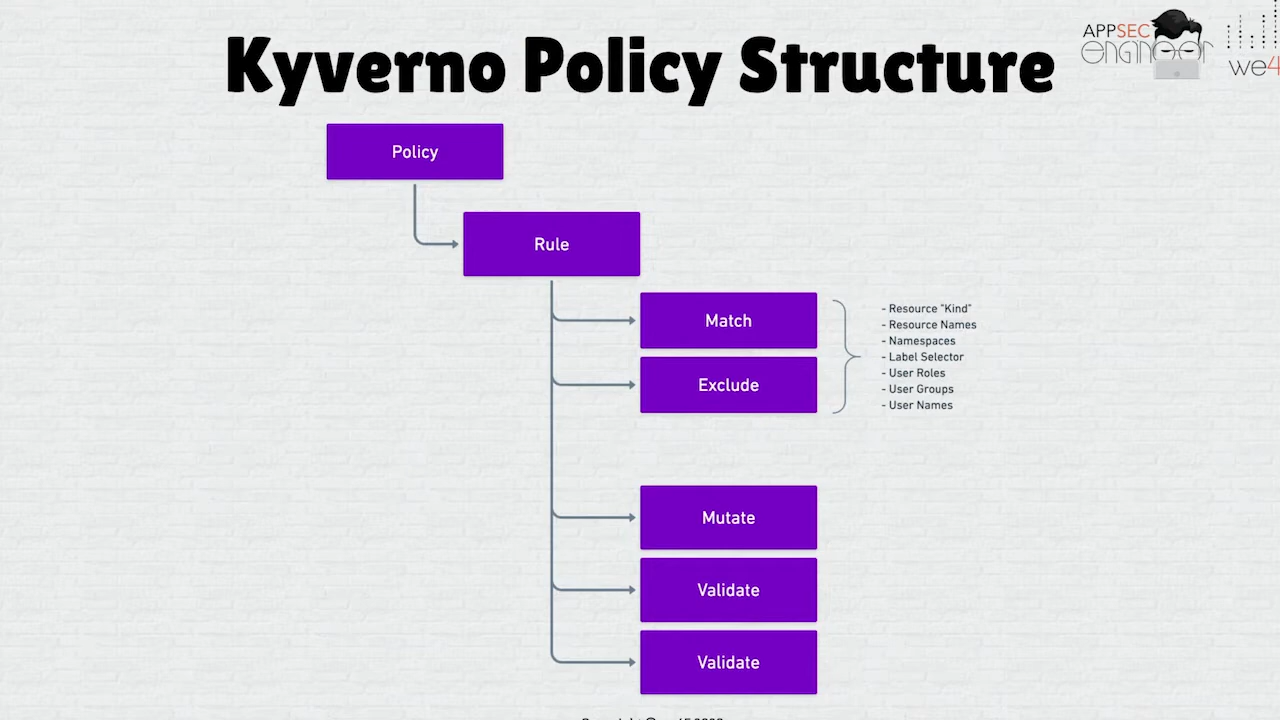 Kyverno Policy Structure
APPSEC
engineer
we4
Policy
Rule
Match
Exclude
- Resource "Kind"
- Resource Names
- Namespaces
- Label Selector
- User Roles
- User Groups
- User Names
Mutate
Validate
Validate